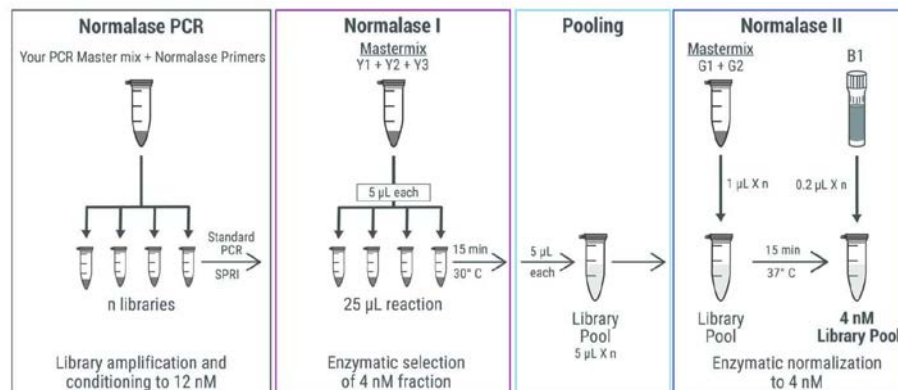 Normalase PCR
Your PCR Master mix + Normalase Primers
Standard
PCR
SPRI
n libraries
Library amplification and
conditioning to 12 nM
Normalase I
Mastermix
Y1 + Y2 + Y3
5 µL each
15 min
30° C
25 µL reaction
Enzymatic selection
of 4 nM fraction
Pooling
5 µL
each
Library
Pool
5 µL X n
Normalase II
Mastermix
G1 + G2
B1
1 µL X n
0.2 µL X n
15 min
37° C
Library
Pool
4 nM
Library Pool
Enzymatic normalization
to 4 nM